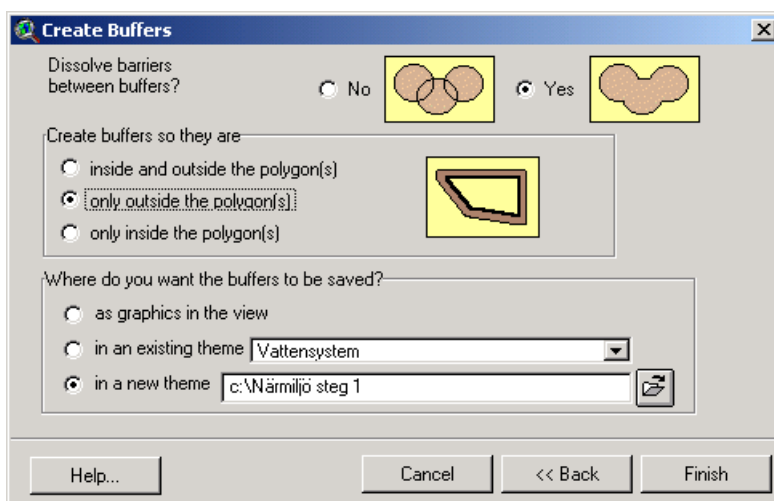 Create Buffers
Dissolve barriers
between buffers?
No
Yes
Create buffers so they are
inside and outside the polygon(s)
only outside the polygon(s)
only inside the polygon(s)
Where do you want the buffers to be saved?
as graphics in the view
in an existing theme Vattensystem
in a new theme c:\Närmiljö steg 1
Help... Cancel << Back Finish